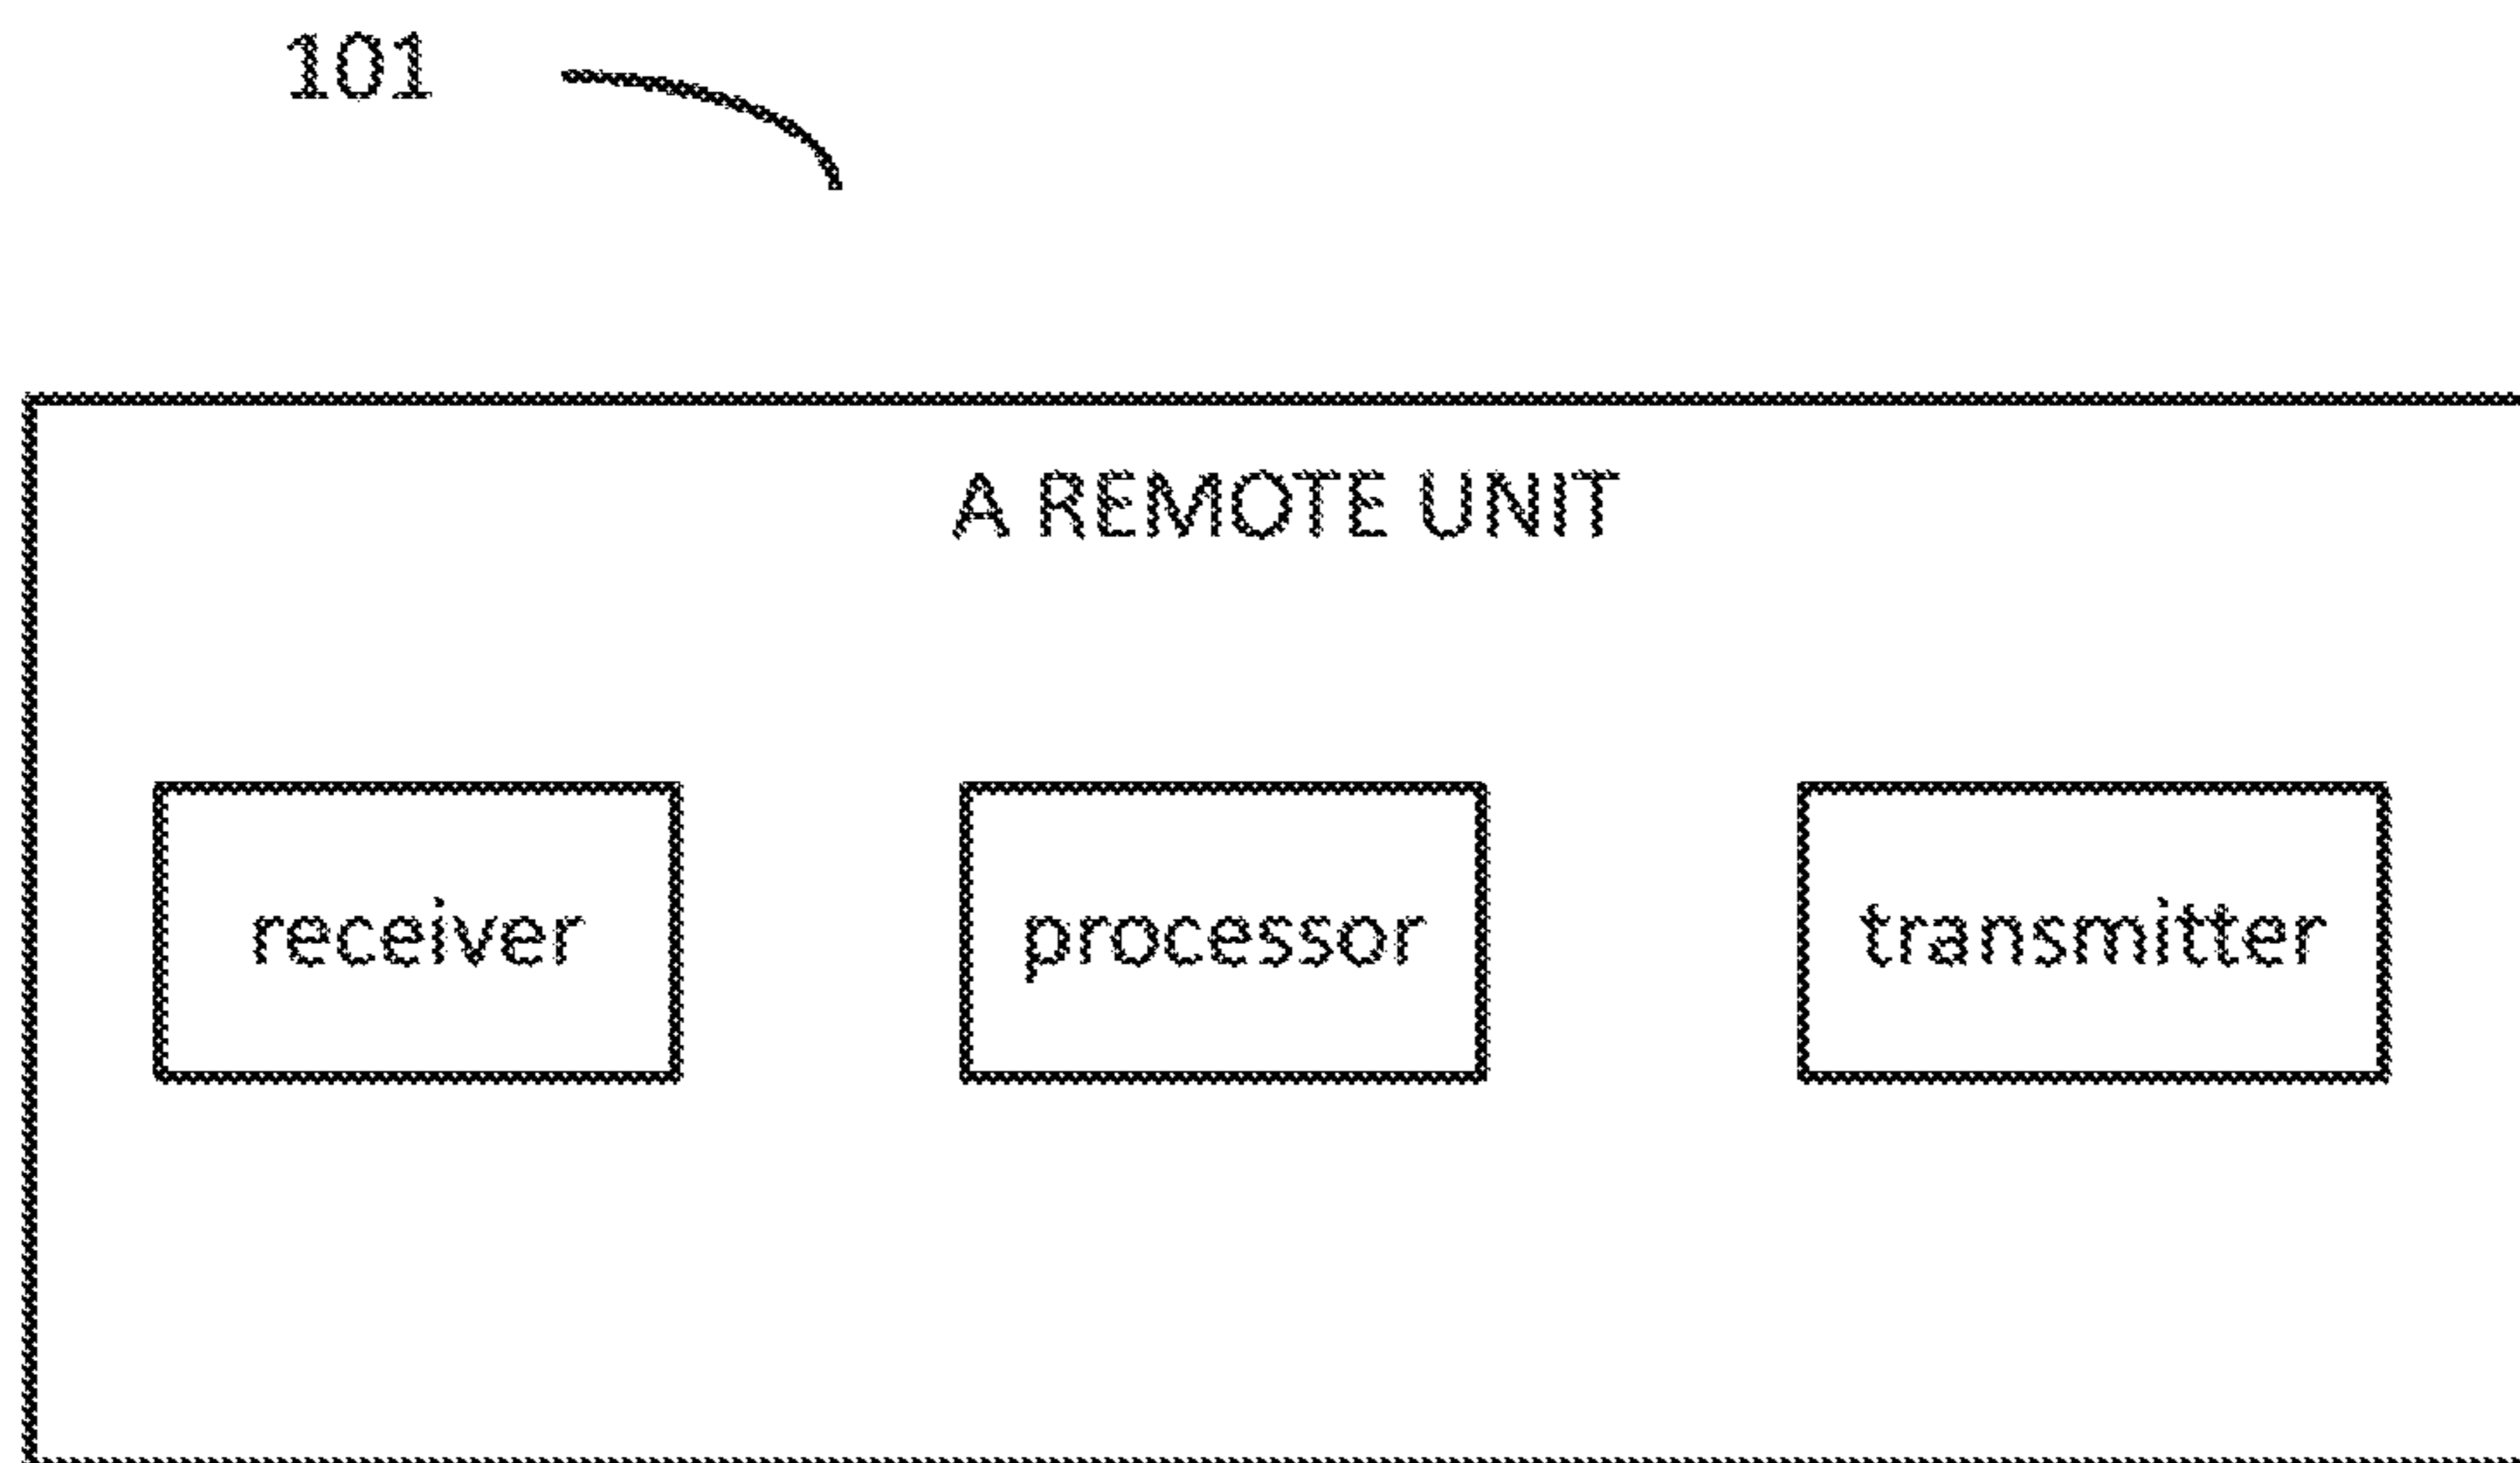 101
A REMOTE UNIT
receiver
processor
transmitter